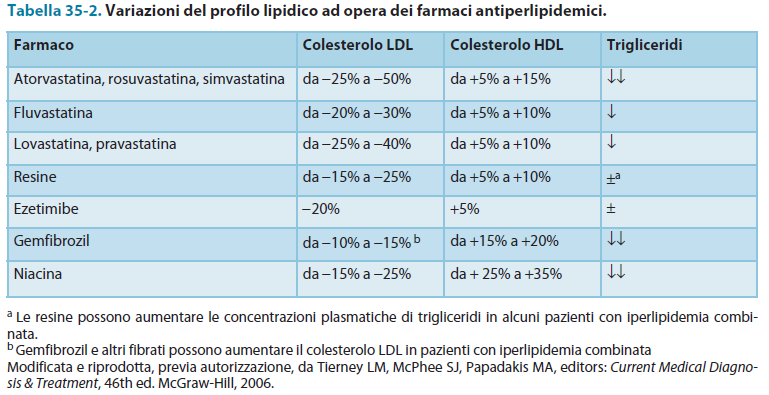 Tabella 35-2. Variazioni del profilo lipidico ad opera dei farmaci antiperlipidemici.
Farmaco Colesterolo LDL Colesterolo HDL Trigliceridi
Atorvastatina, rosuvastatina, simvastatina da −25% a −50% da +5% a +15% ↓↓
Fluvastatina da −20% a −30% da +5% a +10% ↓
Lovastatina, pravastatina da −25% a −40% da +5% a +10% ↓
Resine da −15% a −25% da +5% a +10% ±a
Ezetimibe −20% +5% ±
Gemfibrozil da −10% a −15% b da +15% a +20% ↓↓
Niacina da −15% a −25% da + 25% a +35% ↓↓
a Le resine possono aumentare le concentrazioni plasmatiche di trigliceridi in alcuni pazienti con iperlipidemia combi-
nata.
b Gemfibrozil e altri fibrati possono aumentare il colesterolo LDL in pazienti con iperlipidemia combinata
Modificata e riprodotta, previa autorizzazione, da Tierney LM, McPhee SJ, Papadakis MA, editors: Current Medical Diagno-
sis & Treatment, 46th ed. McGraw-Hill, 2006.